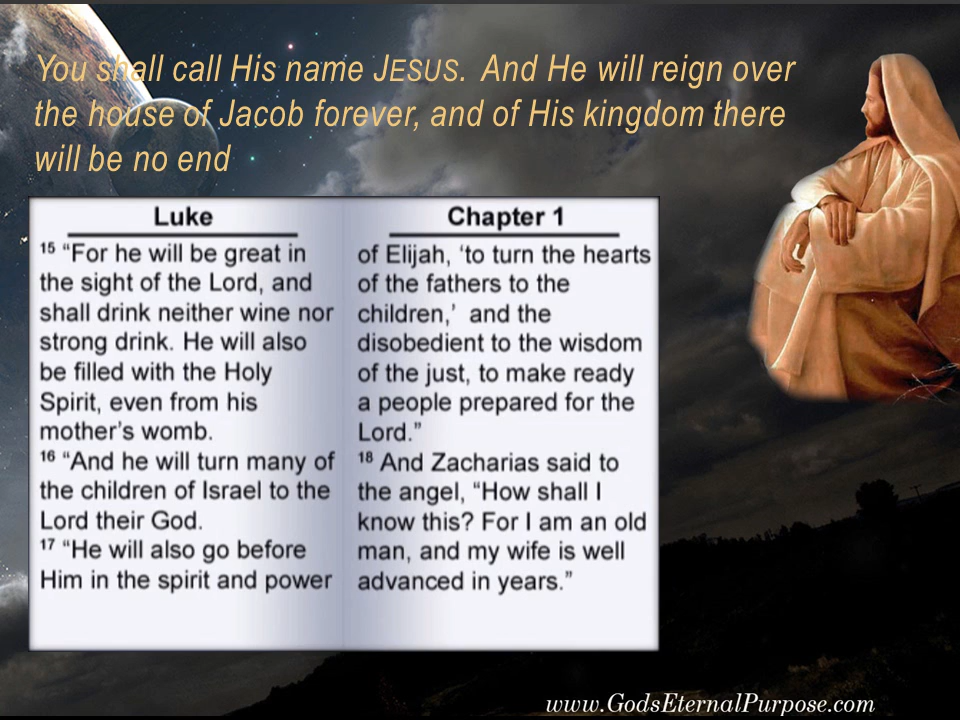 You shall call His name JESUS.  And He will reign over
the house of Jacob forever, and of His kingdom there
will be no end
Luke
15 “For he will be great in
the sight of the Lord, and
shall drink neither wine nor
strong drink. He will also
be filled with the Holy
Spirit, even from his
mother’s womb.
16 “And he will turn many of
the children of Israel to the
Lord their God.
17 “He will also go before
Him in the spirit and power
Chapter 1
of Elijah, ‘to turn the hearts
of the fathers to the
children,’ and the
disobedient to the wisdom
of the just, to make ready
a people prepared for the
Lord.”
18 And Zacharias said to
the angel, “How shall I
know this? For I am an old
man, and my wife is well
advanced in years.”
www.GodsEternalPurpose.com